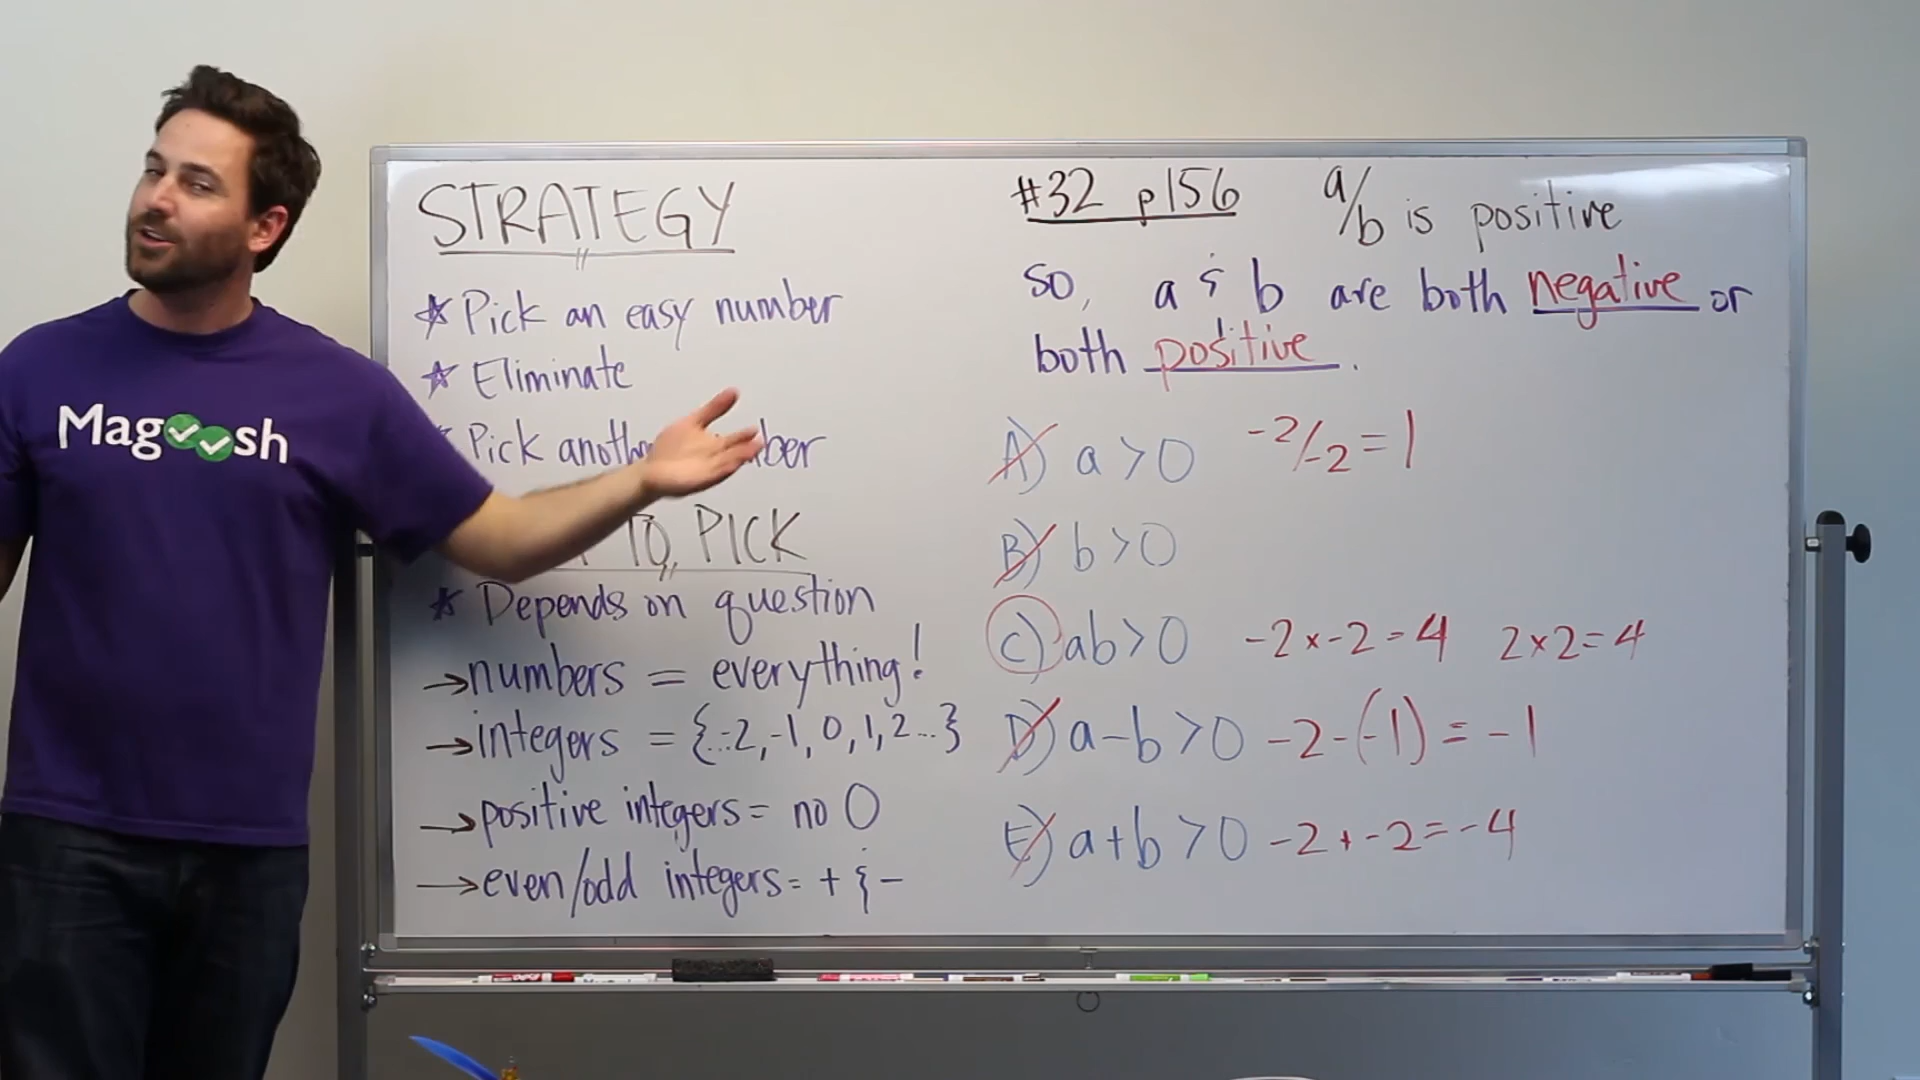 Magoosh
STRATEGY
* Pick an easy number
* Eliminate
Pick
TO PICK
* Depends on question
→ numbers = everything!
→ integers = {...-2, -1, 0, 1, 2...}
→ positive integers = no 0
→ even/odd integers = + & -
#32 p156
a/b is positive
so, a & b are both negative or
both positive.
A) a > 0 -2/-2 = 1
B) b > 0
C) ab > 0 -2 x -2 = 4 2 x 2 = 4
D) a - b > 0 -2 - (-1) = -1
E) a + b > 0 -2 + -2 = -4